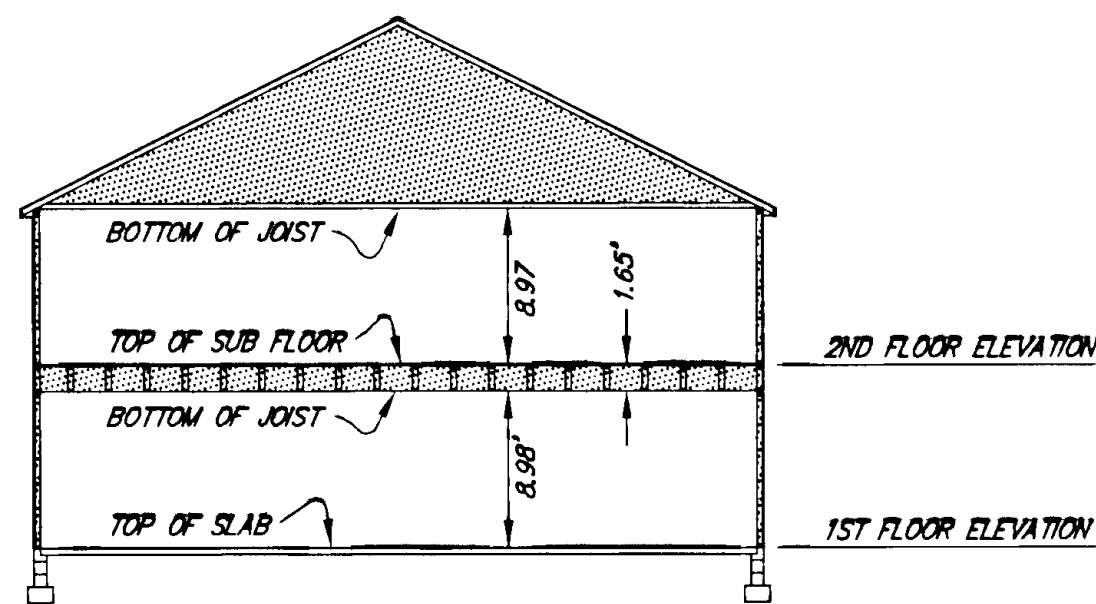 BOTTOM OF JOIST
8.97
1.65'
TOP OF SUB FLOOR
2ND FLOOR ELEVATION
BOTTOM OF JOIST
8.98'
TOP OF SLAB
1ST FLOOR ELEVATION